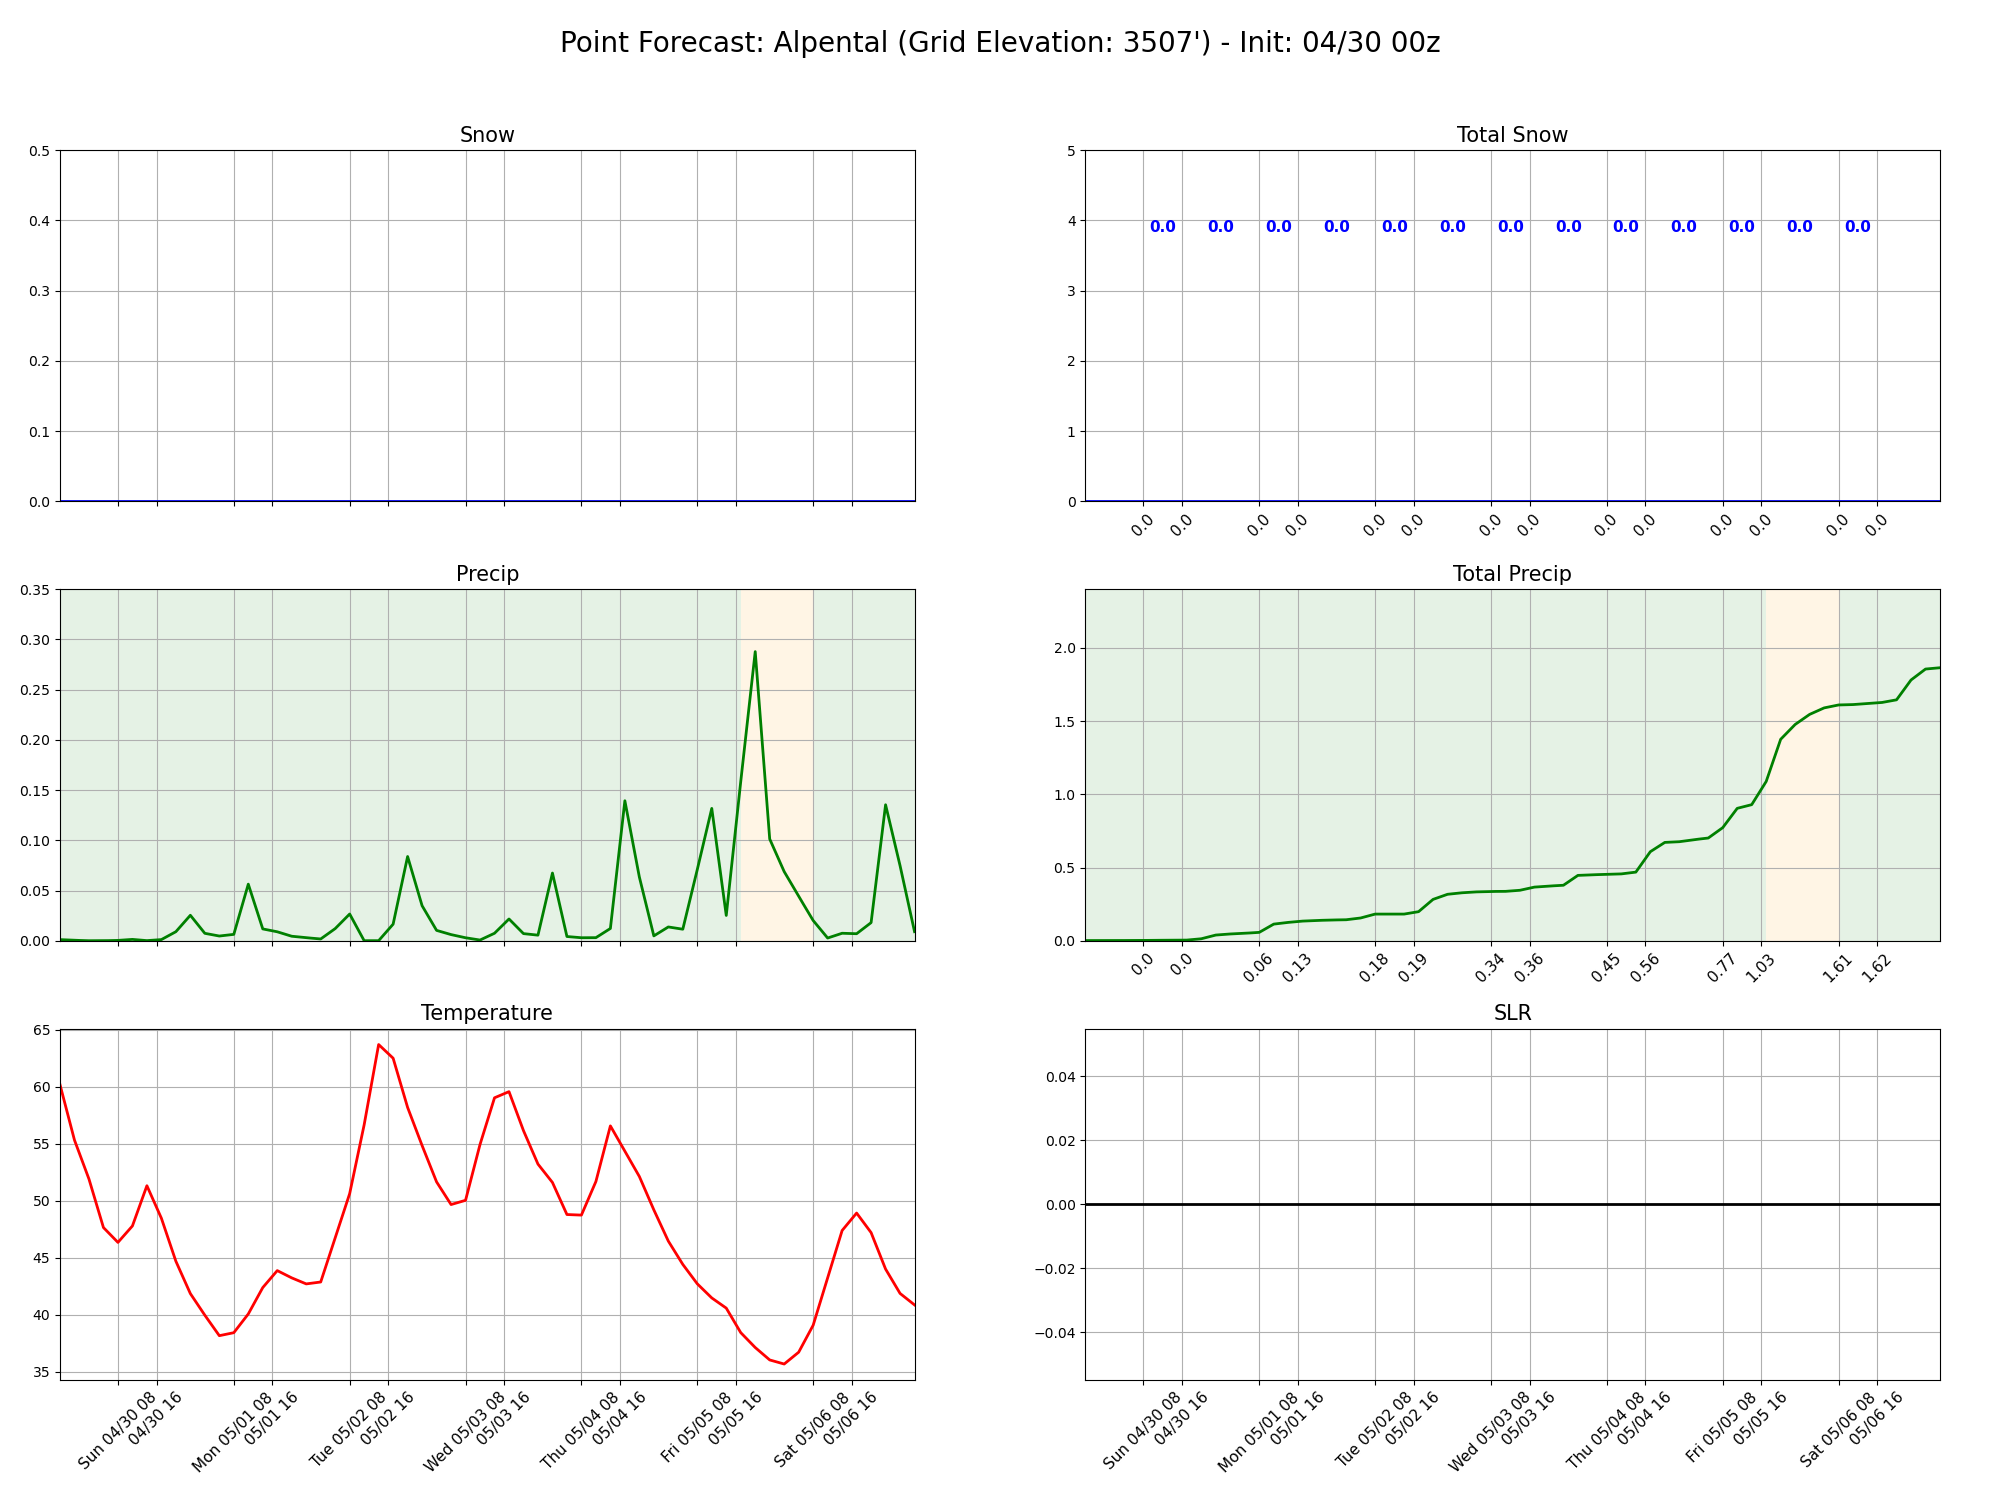 Point Forecast: Alpental (Grid Elevation: 3507') - Init: 04/30 00z
Snow
0.5
0.4
0.3
0.2
0.1
0.0
Total Snow
5
4
3
2
1
0
0.0 0.0 0.0 0.0 0.0 0.0 0.0 0.0 0.0 0.0 0.0 0.0 0.0
0.0 0.0 0.0 0.0 0.0 0.0 0.0 0.0 0.0 0.0 0.0 0.0 0.0 0.0
Precip
0.35
0.30
0.25
0.20
0.15
0.10
0.05
0.00
Total Precip
2.0
1.5
1.0
0.5
0.0
0.0 0.0 0.06 0.13 0.18 0.19 0.34 0.36 0.45 0.56 0.77 1.03 1.61 1.62
Temperature
65
60
55
50
45
40
35
Sun 04/30 08
04/30 16
Mon 05/01 08
05/01 16
Tue 05/02 08
05/02 16
Wed 05/03 08
05/03 16
Thu 05/04 08
05/04 16
Fri 05/05 08
05/05 16
Sat 05/06 08
05/06 16
SLR
0.04
0.02
0.00
−0.02
−0.04
Sun 04/30 08
04/30 16
Mon 05/01 08
05/01 16
Tue 05/02 08
05/02 16
Wed 05/03 08
05/03 16
Thu 05/04 08
05/04 16
Fri 05/05 08
05/05 16
Sat 05/06 08
05/06 16